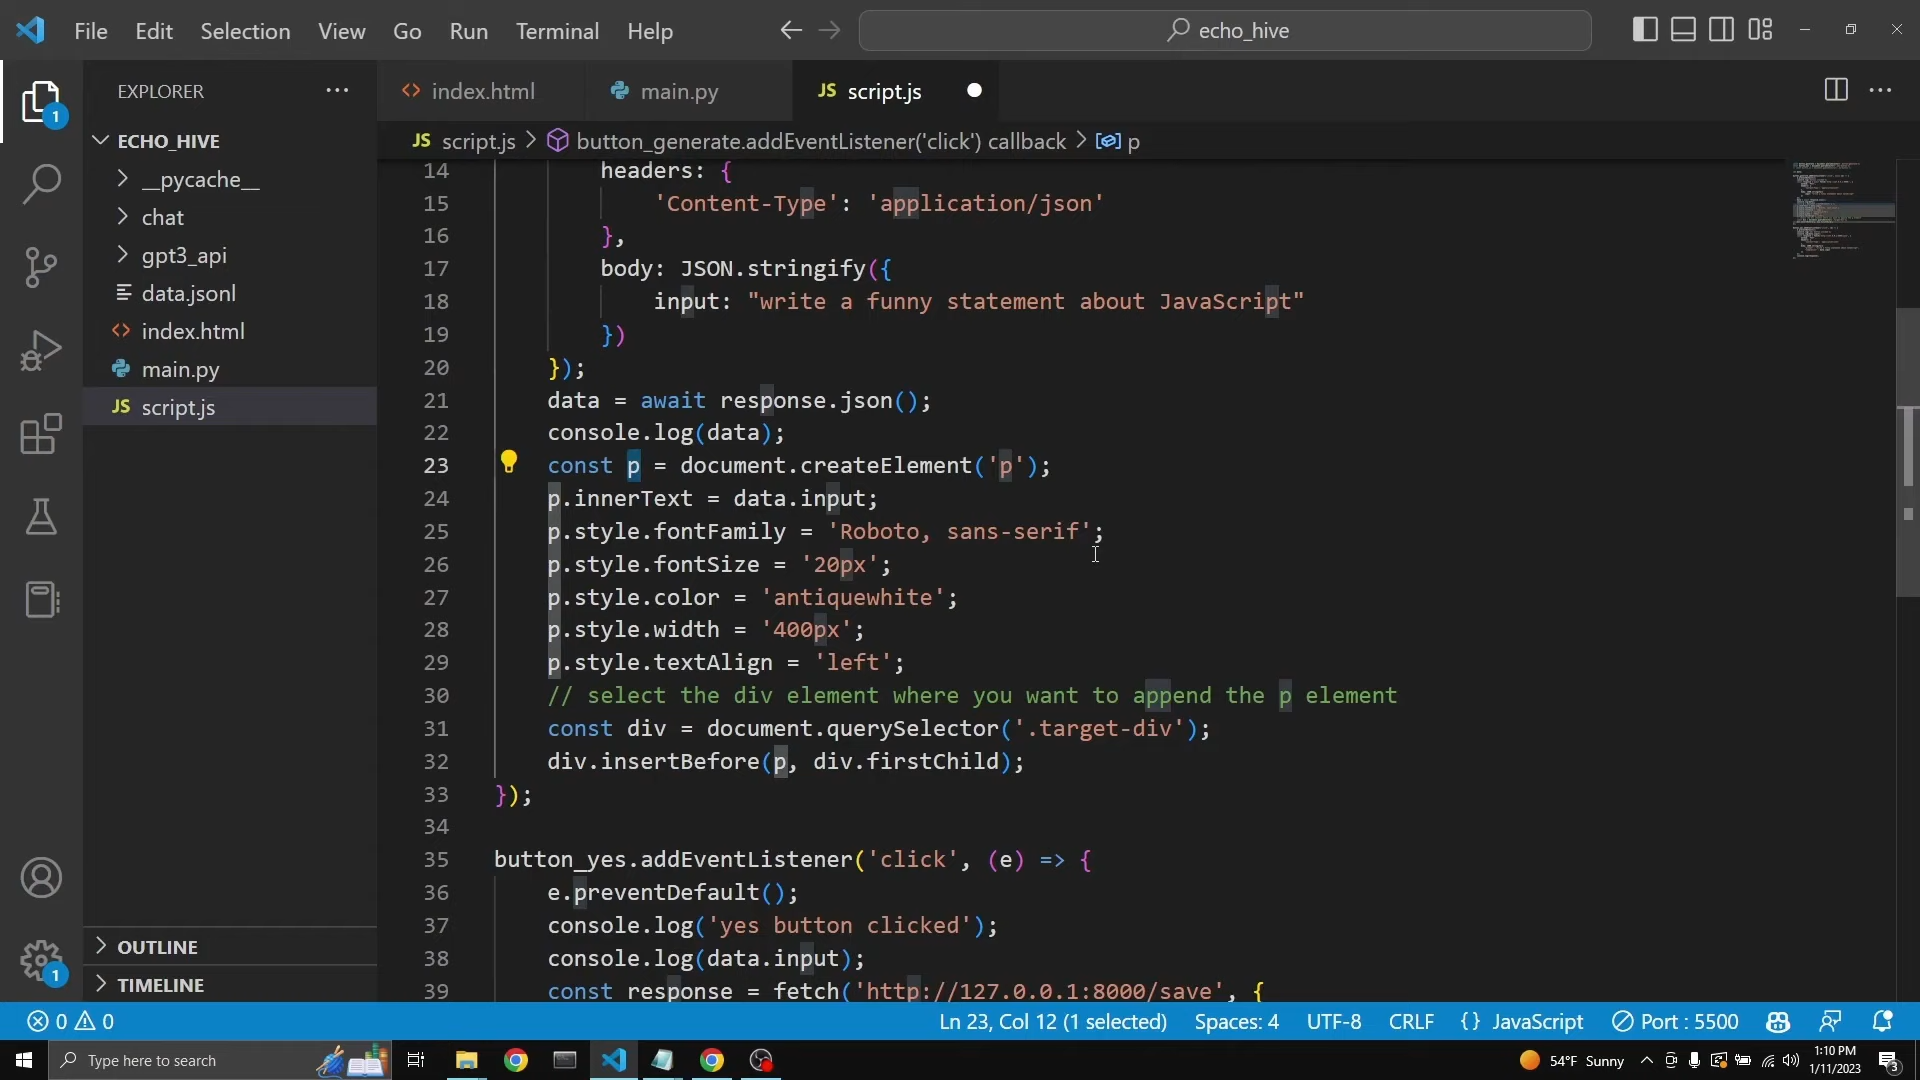 File Edit Selection View Go Run Terminal Help
echo_hive
EXPLORER
index.html
main.py
JS script.js
ECHO_HIVE
__pycache__
chat
gpt3_api
data.jsonl
index.html
main.py
JS script.js
OUTLINE
TIMELINE
JS script.js > button_generate.addEventListener('click') callback > p
14 headers: {
15 'Content-Type': 'application/json'
16 },
17 body: JSON.stringify({
18 input: "write a funny statement about JavaScript"
19 })
20 });
21 data = await response.json();
22 console.log(data);
23 const p = document.createElement('p');
24 p.innerText = data.input;
25 p.style.fontFamily = 'Roboto, sans-serif';
26 p.style.fontSize = '20px';
27 p.style.color = 'antiquewhite';
28 p.style.width = '400px';
29 p.style.textAlign = 'left';
30 // select the div element where you want to append the p element
31 const div = document.querySelector('.target-div');
32 div.insertBefore(p, div.firstChild);
33 });
34
35 button_yes.addEventListener('click', (e) => {
36 e.preventDefault();
37 console.log('yes button clicked');
38 console.log(data.input);
39 const response = fetch('http://127.0.0.1:8000/save', {
1
1
0 0
Ln 23, Col 12 (1 selected) Spaces: 4 UTF-8 CRLF {} JavaScript Port : 5500
Type here to search
54°F Sunny
1:10 PM
1/11/2023
3